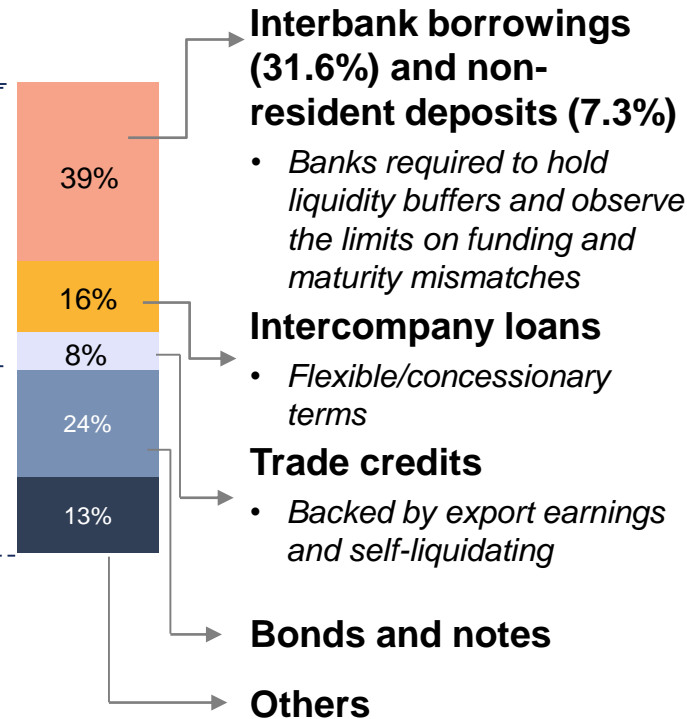 Interbank borrowings
(31.6%) and non-
resident deposits (7.3%)
• Banks required to hold
liquidity buffers and observe
the limits on funding and
maturity mismatches
Intercompany loans
• Flexible/concessionary
terms
Trade credits
• Backed by export earnings
and self-liquidating
Bonds and notes
Others
39%
16%
8%
24%
13%